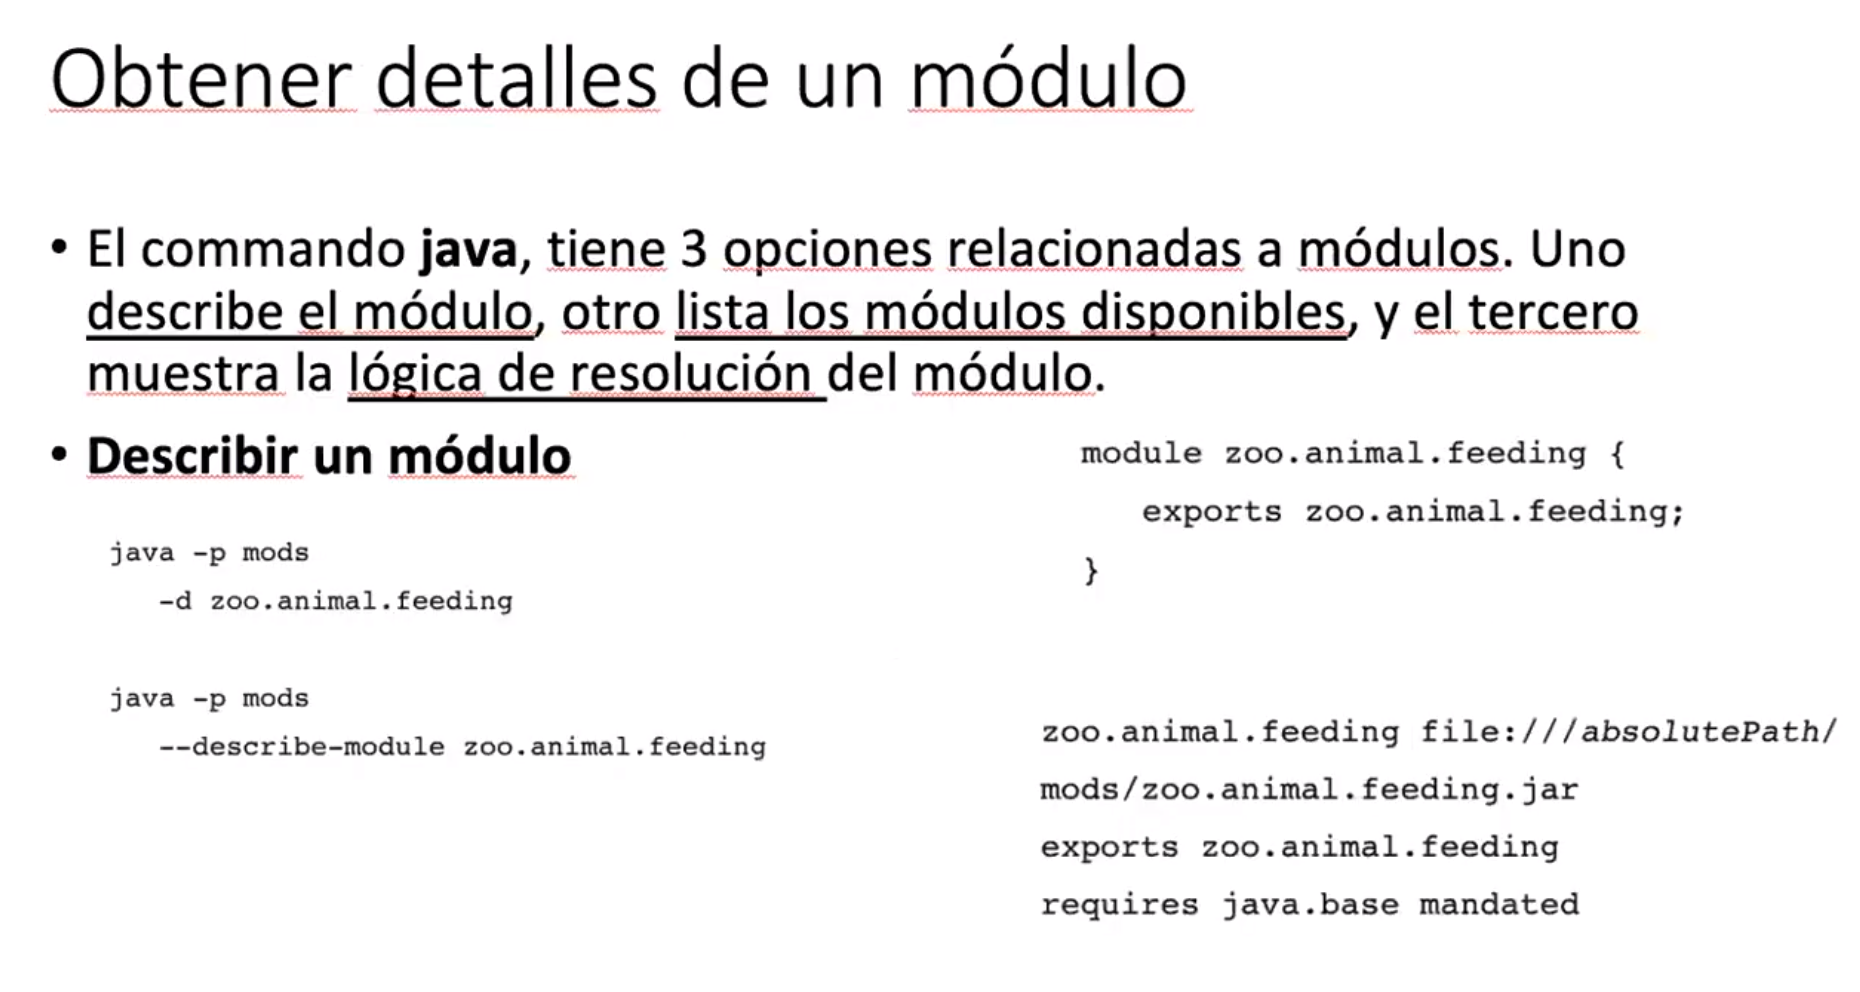 Obtener detalles de un módulo
• El commando java, tiene 3 opciones relacionadas a módulos. Uno
describe el módulo, otro lista los módulos disponibles, y el tercero
muestra la lógica de resolución del módulo.
• Describir un módulo
java -p mods
-d zoo.animal.feeding
java -p mods
--describe-module zoo.animal.feeding
module zoo.animal.feeding {
exports zoo.animal.feeding;
}
zoo.animal.feeding file:///absolutePath/
mods/zoo.animal.feeding.jar
exports zoo.animal.feeding
requires java.base mandated